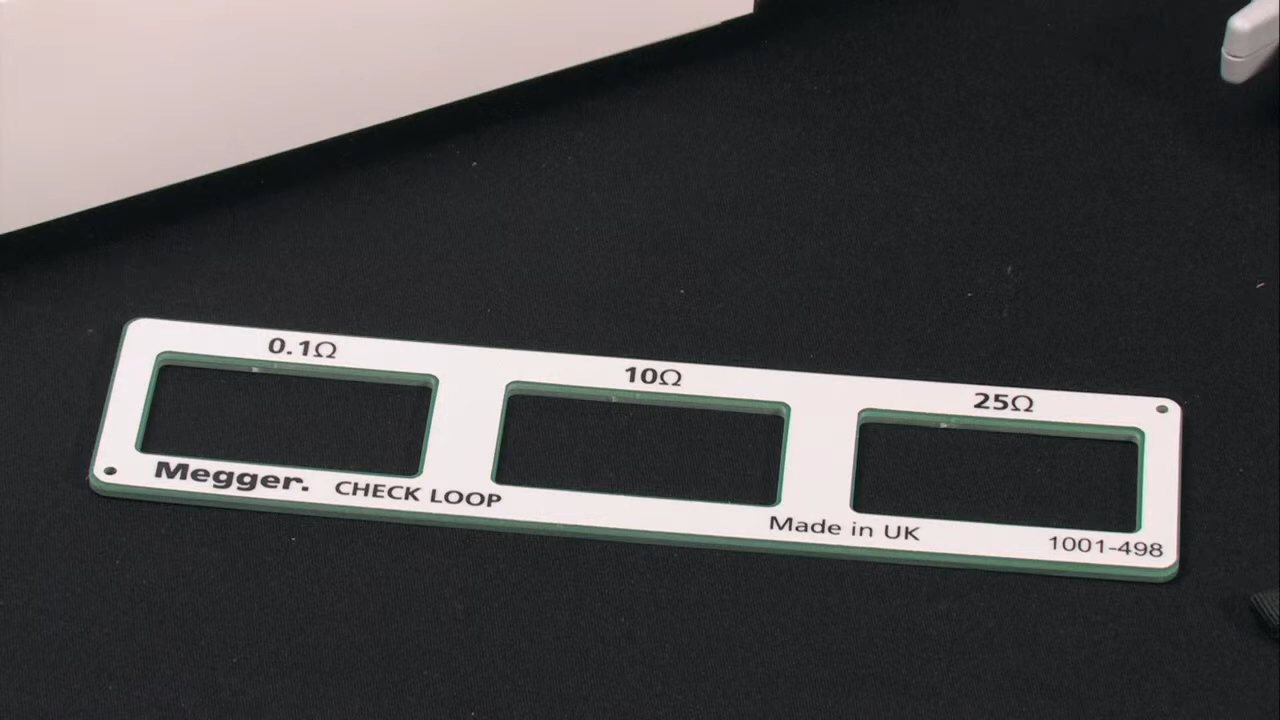 0.1Ω
10Ω
25Ω
Megger. CHECK LOOP
Made in UK
1001-498